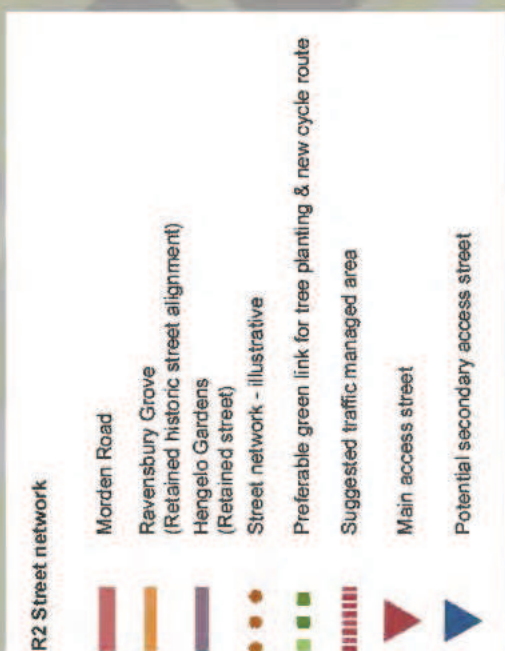 R2 Street network
Morden Road
Ravensbury Grove
(Retained historic street alignment)
Hengelo Gardens
(Retained street)
Street network - illustrative
Preferable green link for tree planting & new cycle route
Suggested traffic managed area
Main access street
Potential secondary access street